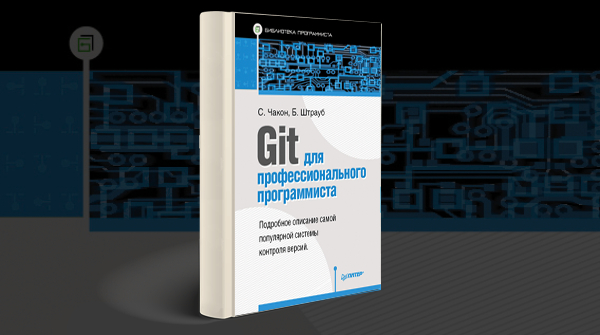 БИБЛИОТЕКА ПРОГРАММИСТА
С. Чакон, Б. Штрауб
Git для
профессионального
программиста
Подробное описание самой
популярной системы
контроля версий.
ПИТЕР